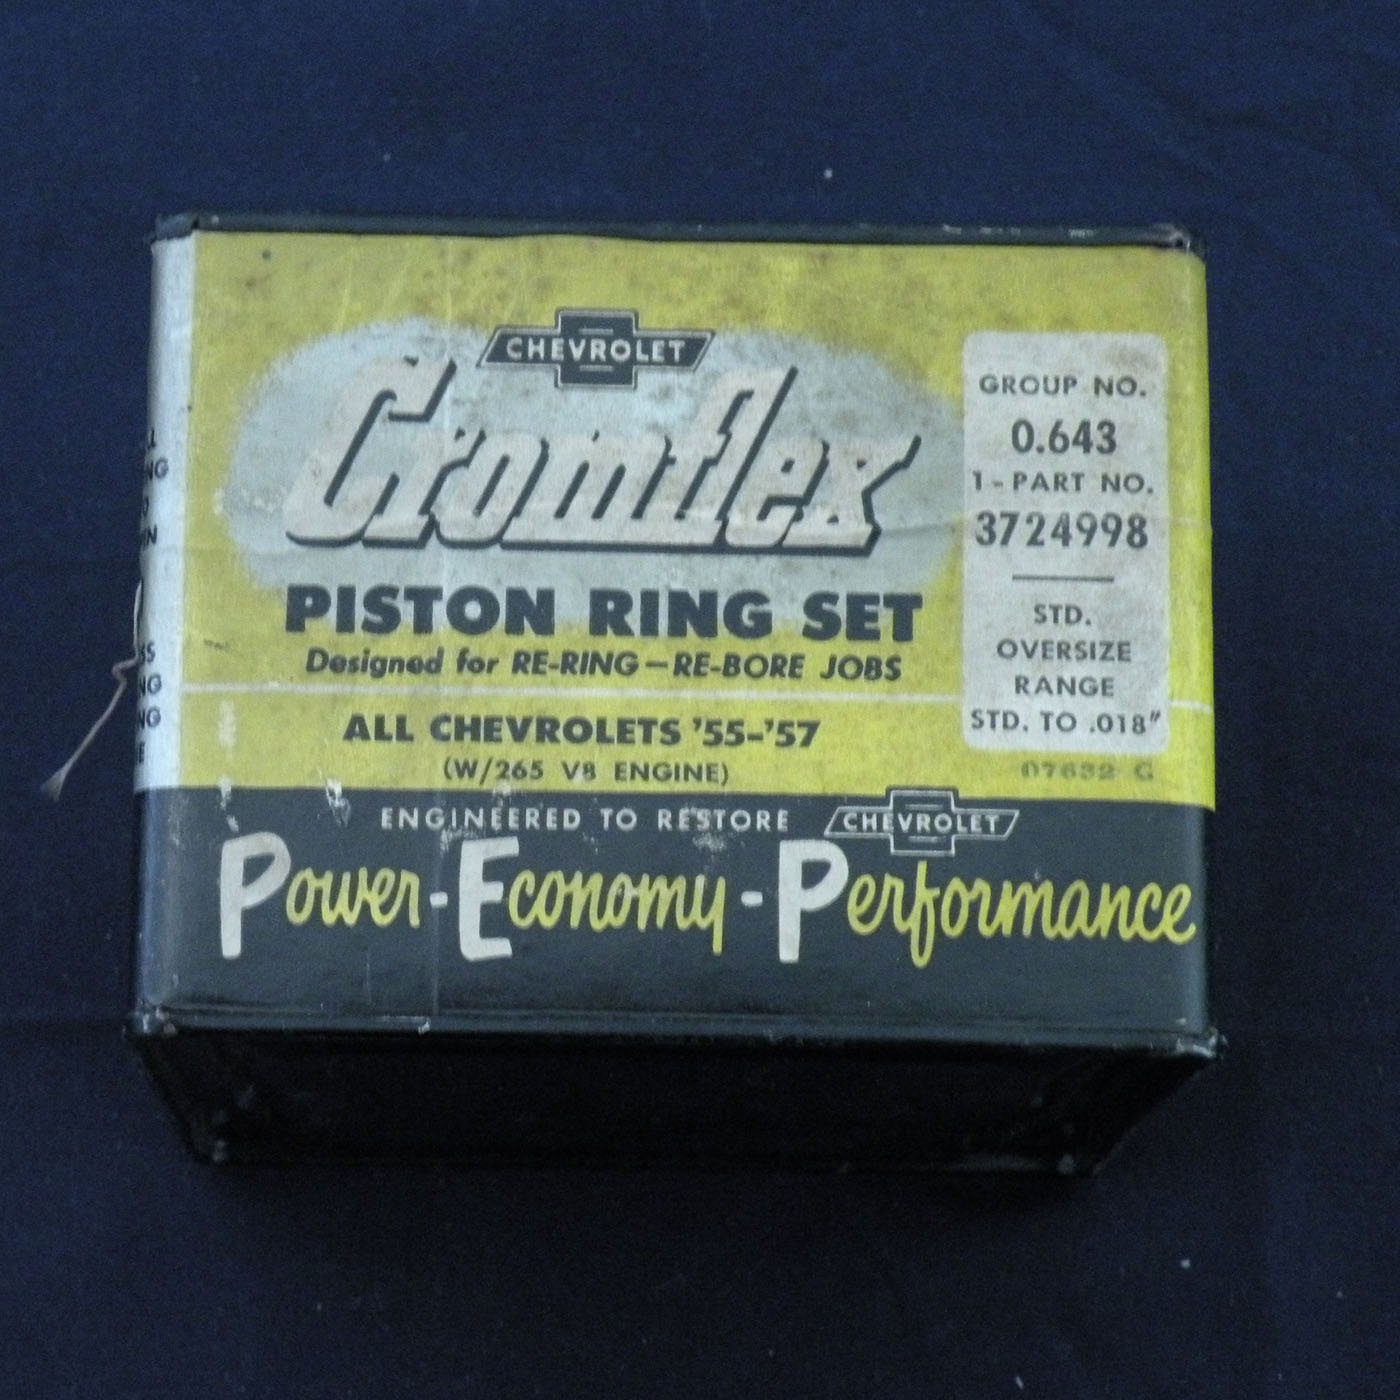 CHEVROLET
Cromflex
PISTON RING SET
Designed for RE-RING—RE-BORE JOBS
ALL CHEVROLETS '55-'57
(W/265 V8 ENGINE)
GROUP NO.
0.643
1-PART NO.
3724998
STD.
OVERSIZE
RANGE
STD. TO .018"
07632 G
ENGINEERED TO RESTORE CHEVROLET
Power-Economy-Performance